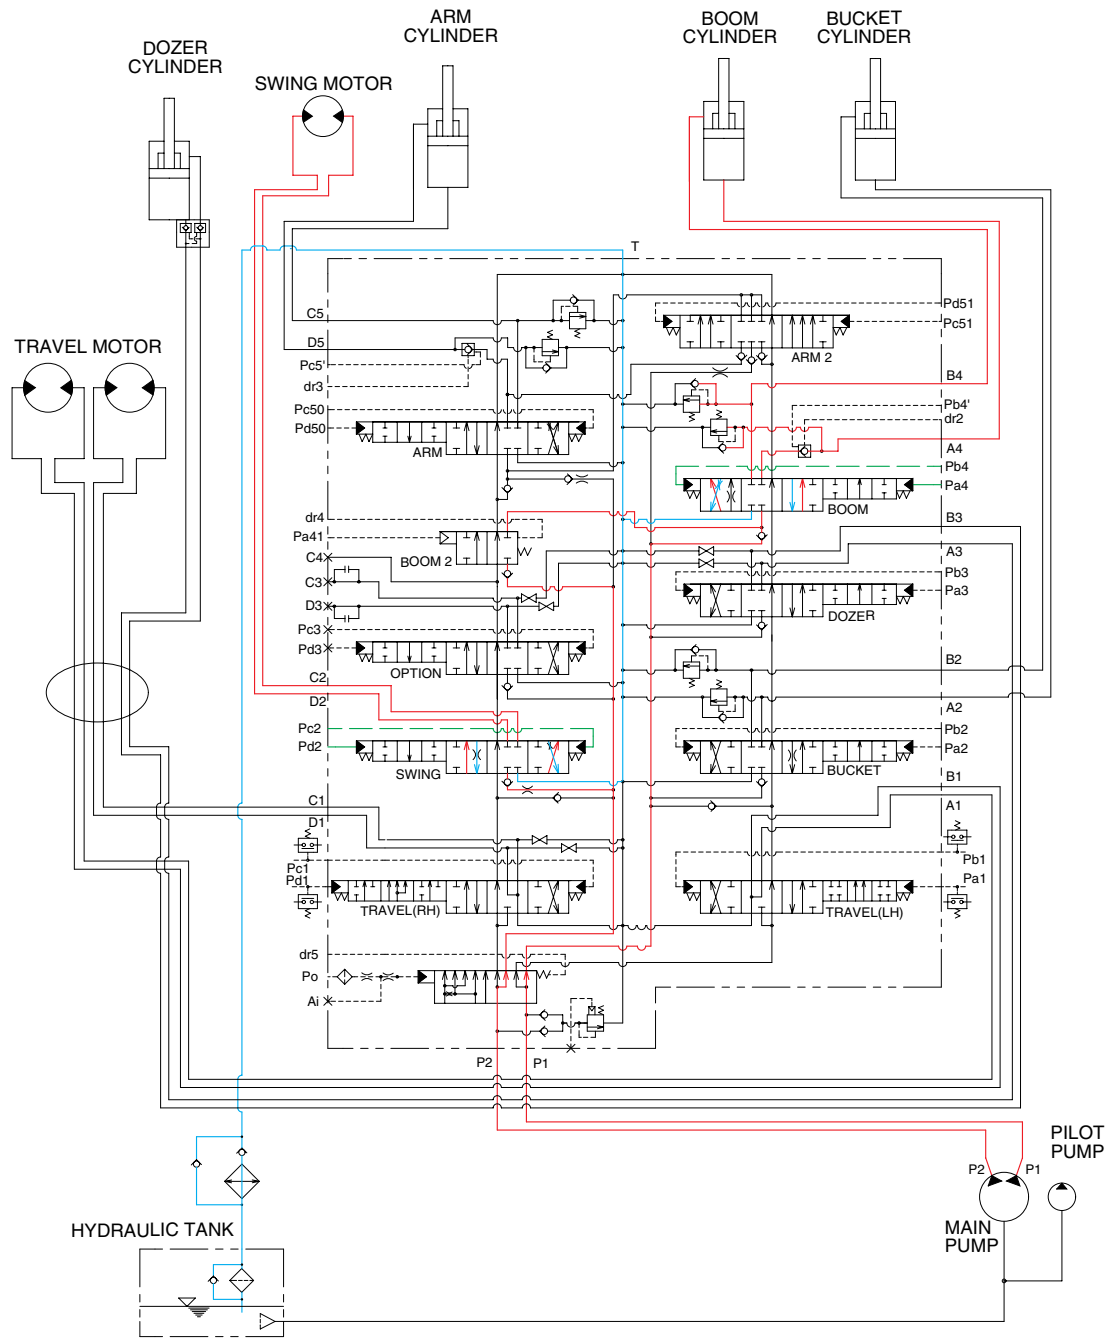 ARM
CYLINDER
BOOM
CYLINDER
BUCKET
CYLINDER
DOZER
CYLINDER
SWING MOTOR
TRAVEL MOTOR
T
C5
D5
Pc5'
dr3
Pc50
Pd50
ARM
dr4
Pa41
BOOM 2
C4
C3
D3
Pc3
Pd3
OPTION
C2
D2
Pc2
Pd2
SWING
C1
D1
Pc1
Pd1
TRAVEL(RH)
dr5
Po
Ai
Pd51
Pc51
ARM 2
B4
Pb4'
dr2
A4
Pb4
Pa4
BOOM
B3
A3
Pb3
Pa3
DOZER
B2
A2
Pb2
Pa2
BUCKET
B1
A1
Pb1
Pa1
TRAVEL(LH)
P2
P1
P2
P1
PILOT
PUMP
MAIN
PUMP
HYDRAULIC TANK